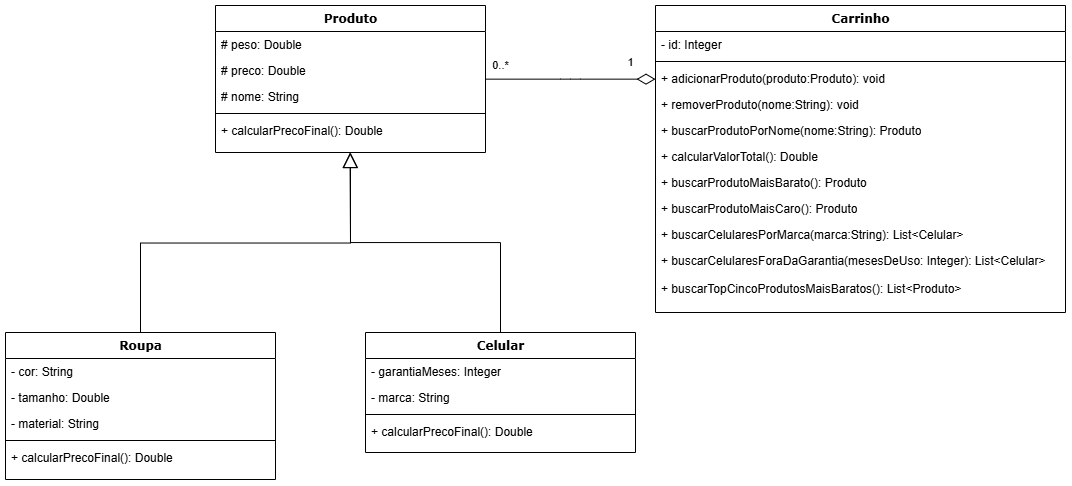 Produto
# peso: Double
# preco: Double
# nome: String
+ calcularPrecoFinal(): Double
0..*
1
Carrinho
- id: Integer
+ adicionarProduto(produto:Produto): void
+ removerProduto(nome:String): void
+ buscarProdutoPorNome(nome:String): Produto
+ calcularValorTotal(): Double
+ buscarProdutoMaisBarato(): Produto
+ buscarProdutoMaisCaro(): Produto
+ buscarCelularesPorMarca(marca:String): List<Celular>
+ buscarCelularesForaDaGarantia(mesesDeUso: Integer): List<Celular>
+ buscarTopCincoProdutosMaisBaratos(): List<Produto>
Roupa
- cor: String
- tamanho: Double
- material: String
+ calcularPrecoFinal(): Double
Celular
- garantiaMeses: Integer
- marca: String
+ calcularPrecoFinal(): Double